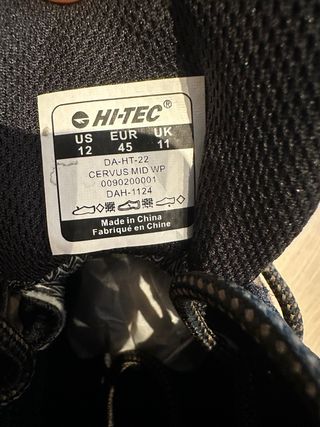 HI-TEC®
US EUR UK
12 45 11
DA-HT-22
CERVUS MID WP
0090200001
DAH-1124
Made in China
Fabriqué en Chine